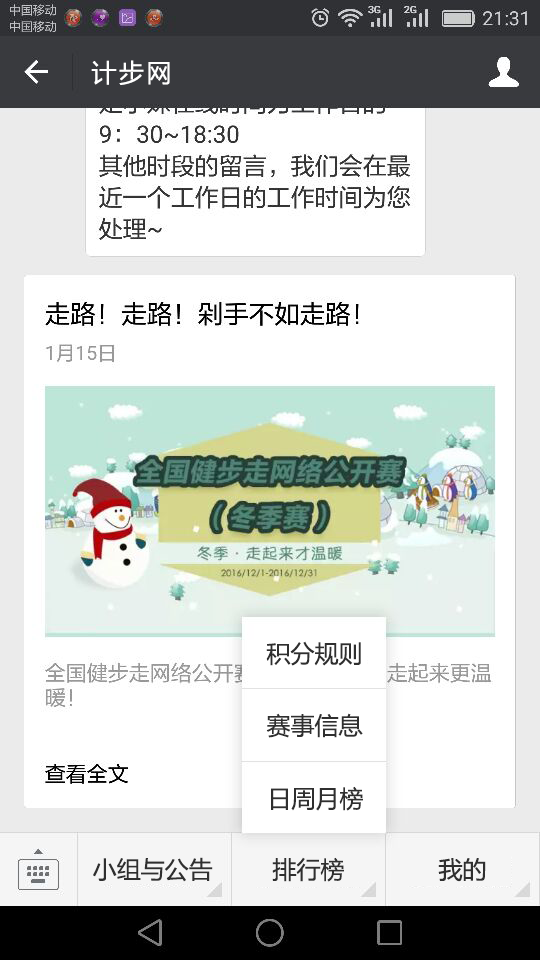 中国移动
中国移动
3G
2G
21:31
计步网
9：30~18:30
其他时段的留言，我们会在最
近一个工作日的工作时间为您
处理~
走路！走路！剁手不如走路！
1月15日
全国健步走网络公开赛
（冬季赛）
冬季·走起来才温暖
2016/12/1-2016/12/31
全国健步走网络公开赛
走起来更温
暖！
查看全文
积分规则
赛事信息
日周月榜
小组与公告
排行榜
我的